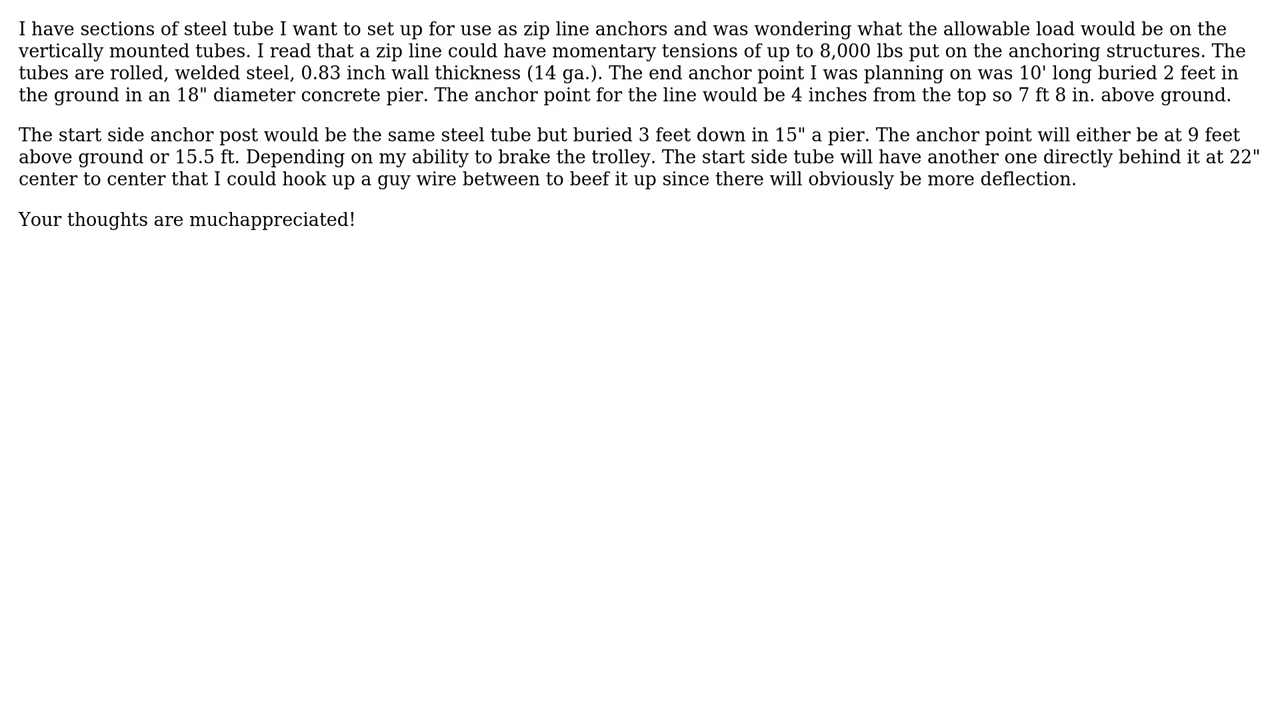 I have sections of steel tube I want to set up for use as zip line anchors and was wondering what the allowable load would be on the
vertically mounted tubes. I read that a zip line could have momentary tensions of up to 8,000 lbs put on the anchoring structures. The
tubes are rolled, welded steel, 0.83 inch wall thickness (14 ga.). The end anchor point I was planning on was 10' long buried 2 feet in
the ground in an 18" diameter concrete pier. The anchor point for the line would be 4 inches from the top so 7 ft 8 in. above ground.
The start side anchor post would be the same steel tube but buried 3 feet down in 15" a pier. The anchor point will either be at 9 feet
above ground or 15.5 ft. Depending on my ability to brake the trolley. The start side tube will have another one directly behind it at 22"
center to center that I could hook up a guy wire between to beef it up since there will obviously be more deflection.
Your thoughts are muchappreciated!